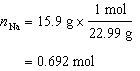 n_Na = 15.9 g × 1 mol / 22.99 g
= 0.692 mol